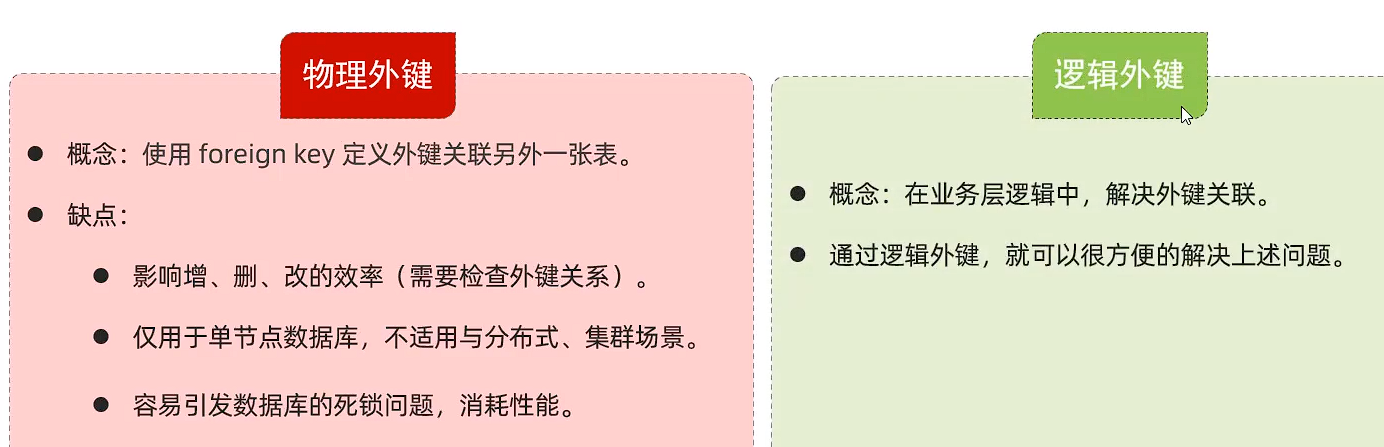 物理外键
概念：使用 foreign key 定义外键关联另外一张表。
缺点：
影响增、删、改的效率（需要检查外键关系）。
仅用于单节点数据库，不适用与分布式、集群场景。
容易引发数据库的死锁问题，消耗性能。
逻辑外键
概念：在业务层逻辑中，解决外键关联。
通过逻辑外键，就可以很方便的解决上述问题。